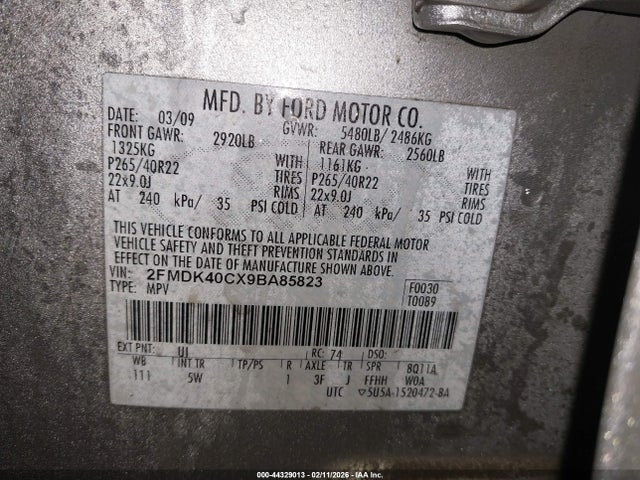 MFD. BY FORD MOTOR CO.
DATE: 03/09 GVWR: 5480LB/ 2486KG
FRONT GAWR: 2920LB REAR GAWR: 2560LB
1325KG WITH 1161KG WITH
P265/40R22 TIRES P265/40R22 TIRES
22x9.0J RIMS 22x9.0J RIMS
AT 240 kPa/ 35 PSI COLD AT 240 kPa/ 35 PSI COLD
THIS VEHICLE CONFORMS TO ALL APPLICABLE FEDERAL MOTOR
VEHICLE SAFETY AND THEFT PREVENTION STANDARDS IN
EFFECT ON THE DATE OF MANUFACTURE SHOWN ABOVE.
VIN: 2FMDK40CX9BA85823 F0030
TYPE: MPV T0089
EXT PNT: UI RC: 74 DSO:
WB INT TR TP/PS R AXLE TR SPR 8Q11A
111 5W 1 3F J FFHH WOA
UTC ▽5U5A-1520472-BA
000-44329013 - 02/11/2026 - IAA Inc.